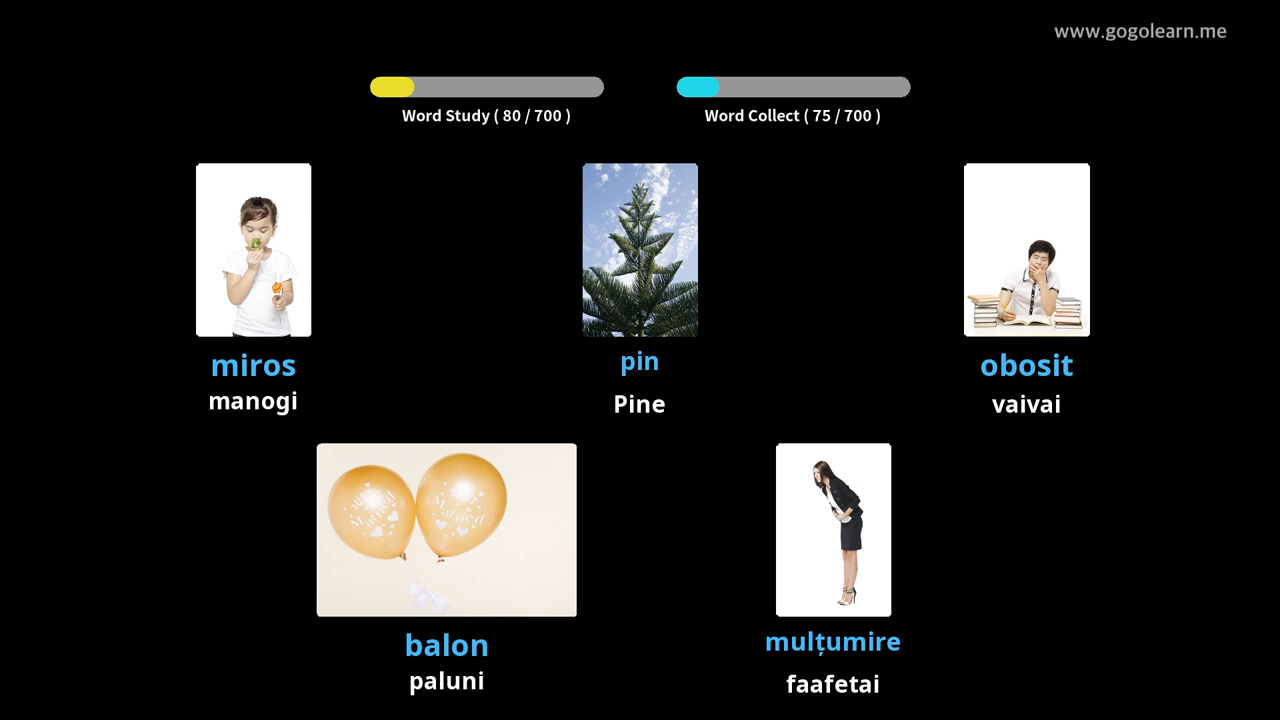 www.gogolearn.me
Word Study ( 80 / 700 )
Word Collect ( 75 / 700 )
miros
manogi
pin
Pine
obosit
vaivai
balon
paluni
mulțumire
faafetai